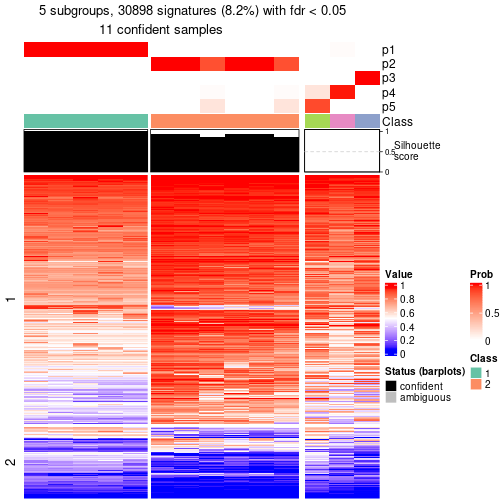 5 subgroups, 30898 signatures (8.2%) with fdr < 0.05
11 confident samples
p1
p2
p3
p4
p5
Class
1
0.5
0
Silhouette
score
1
2
Value
1
0.8
0.6
0.4
0.2
0
Status (barplots)
confident
ambiguous
Prob
1
0.5
0
Class
1
2